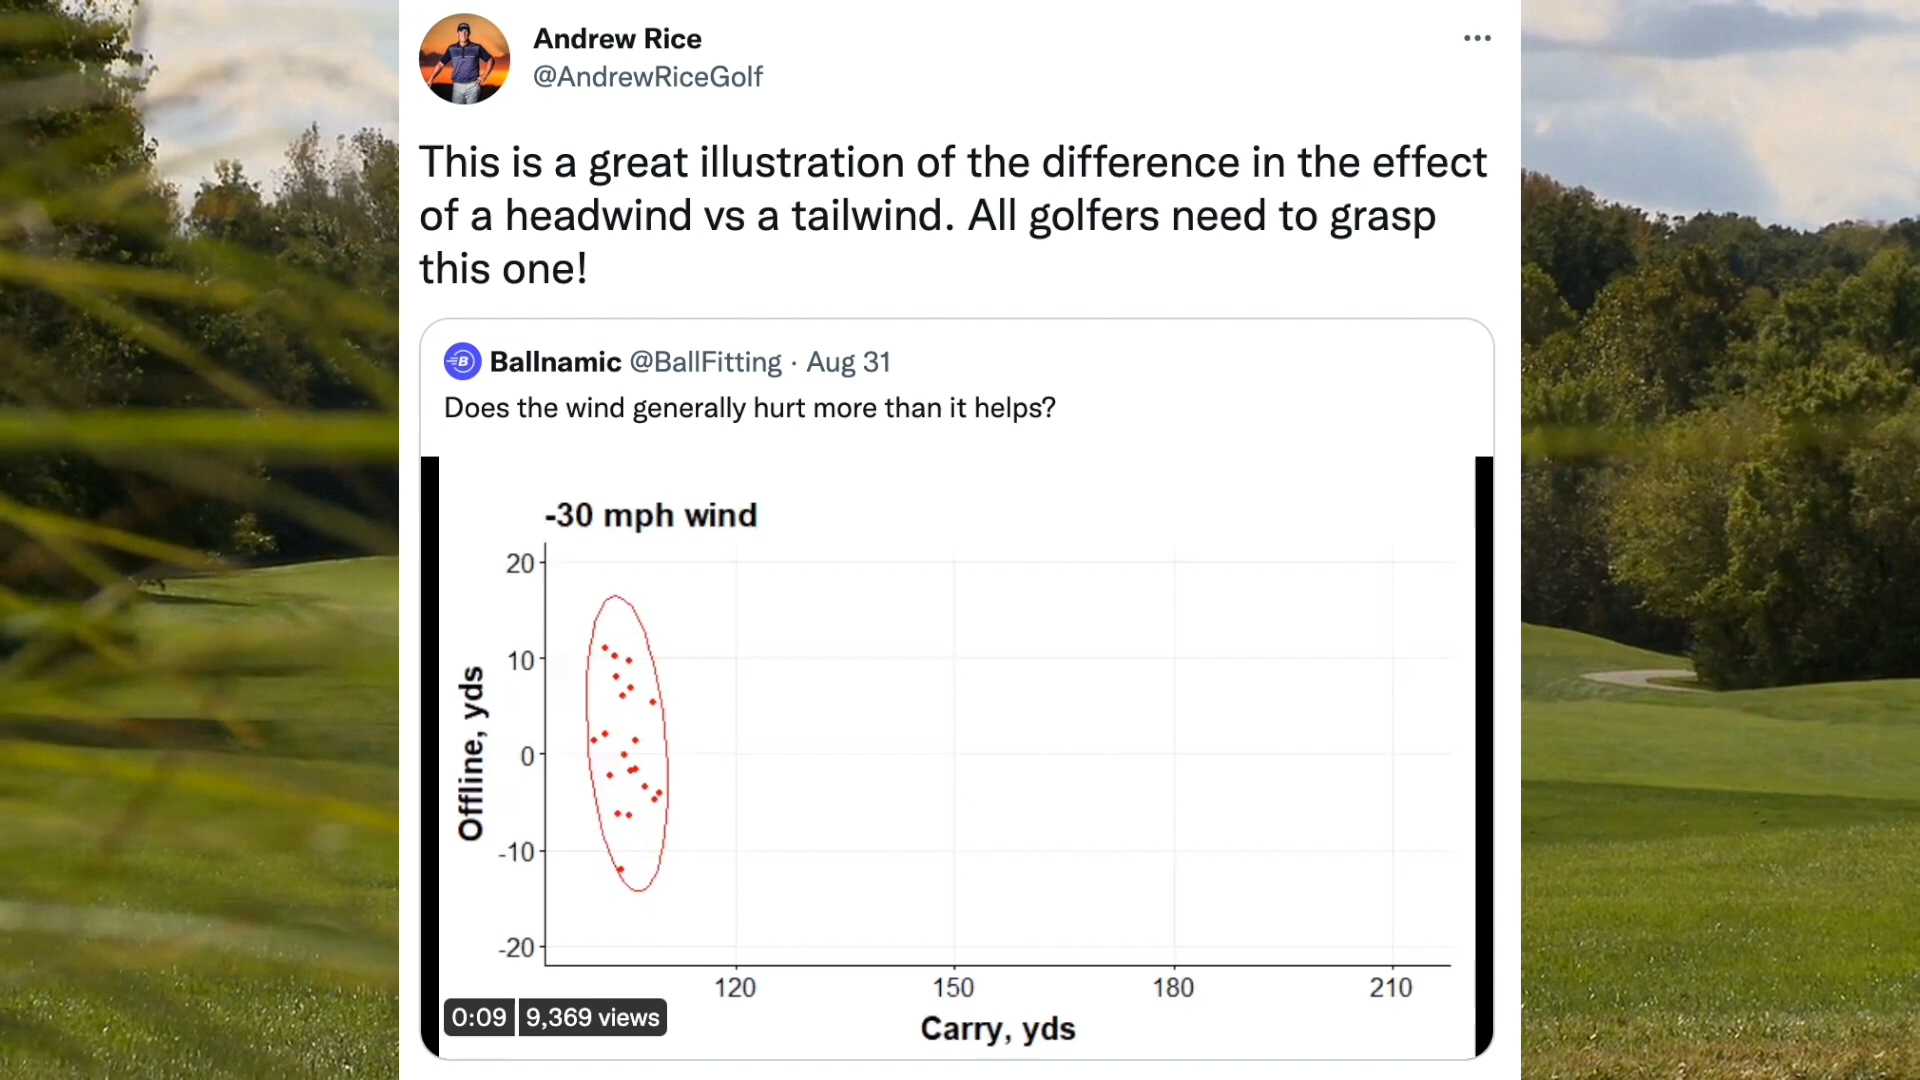 Andrew Rice
@AndrewRiceGolf
This is a great illustration of the difference in the effect
of a headwind vs a tailwind. All golfers need to grasp
this one!
B
Ballnamic @BallFitting · Aug 31
Does the wind generally hurt more than it helps?
-30 mph wind
20
10
0
-10
-20
Offline, yds
120 150 180 210
Carry, yds
0:09 9,369 views